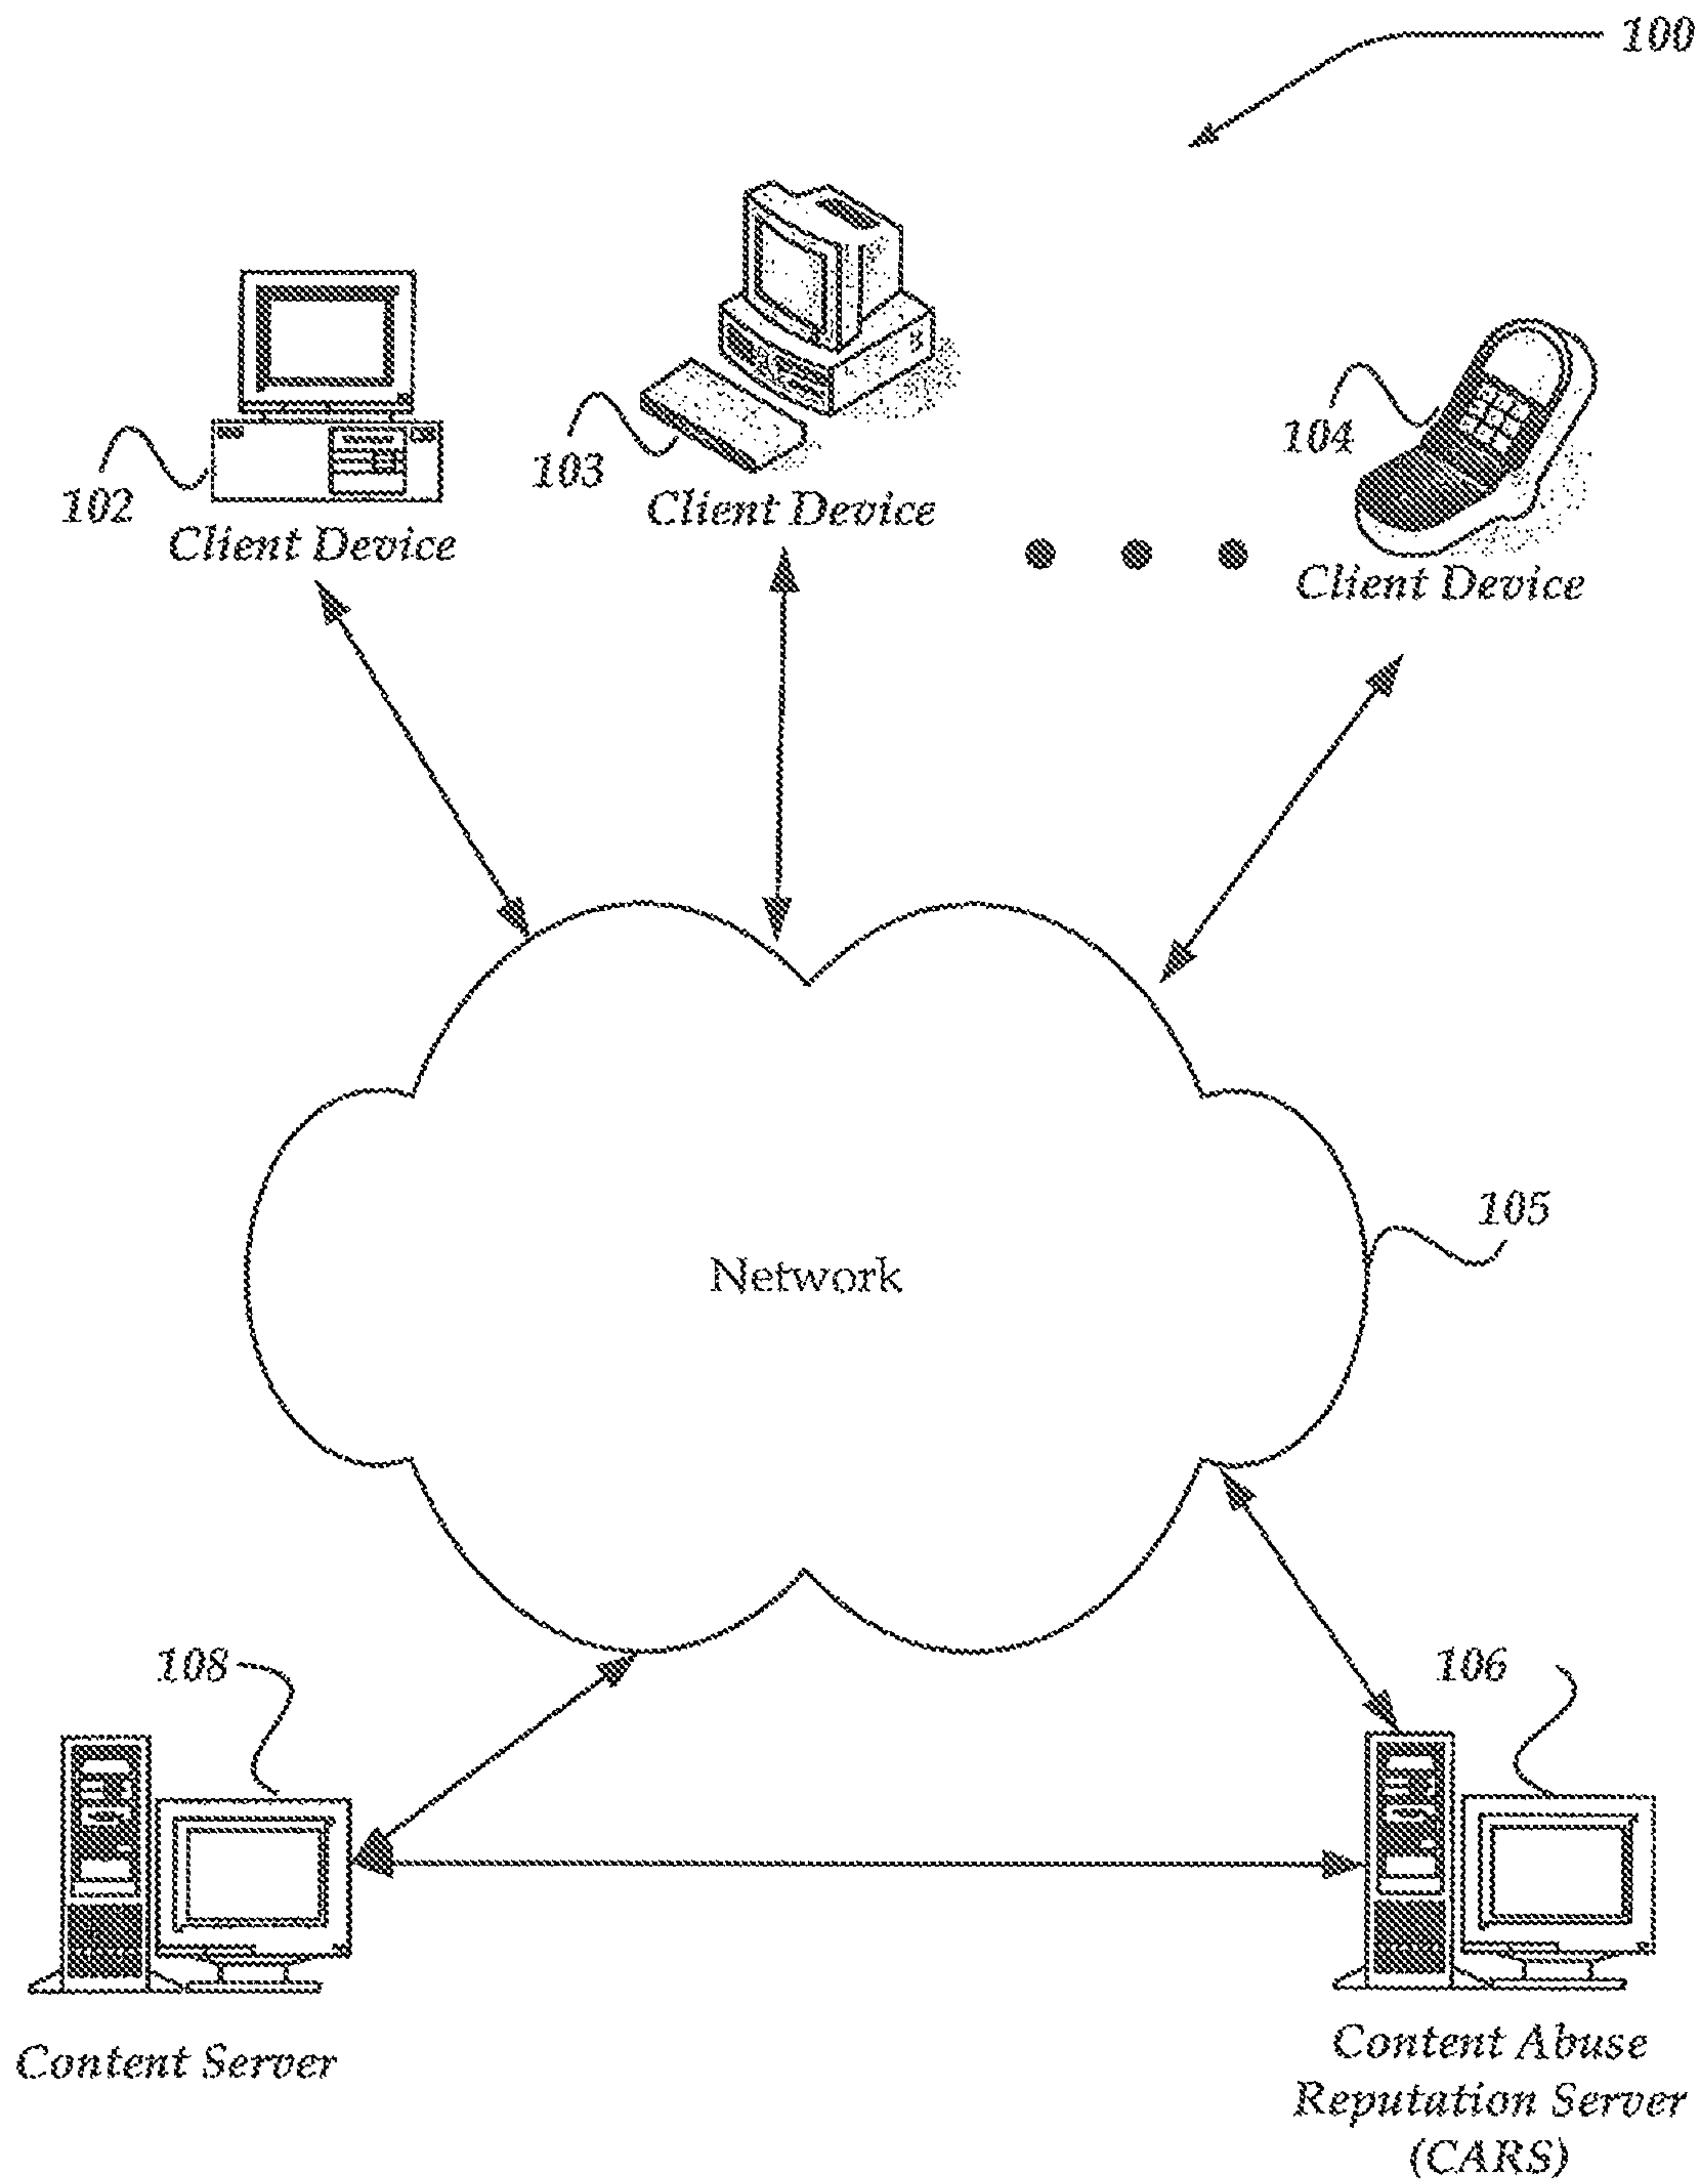 100
102
Client Device
103
Client Device
104
Client Device
Network
105
108
Content Server
106
Content Abuse
Reputation Server
(CARS)